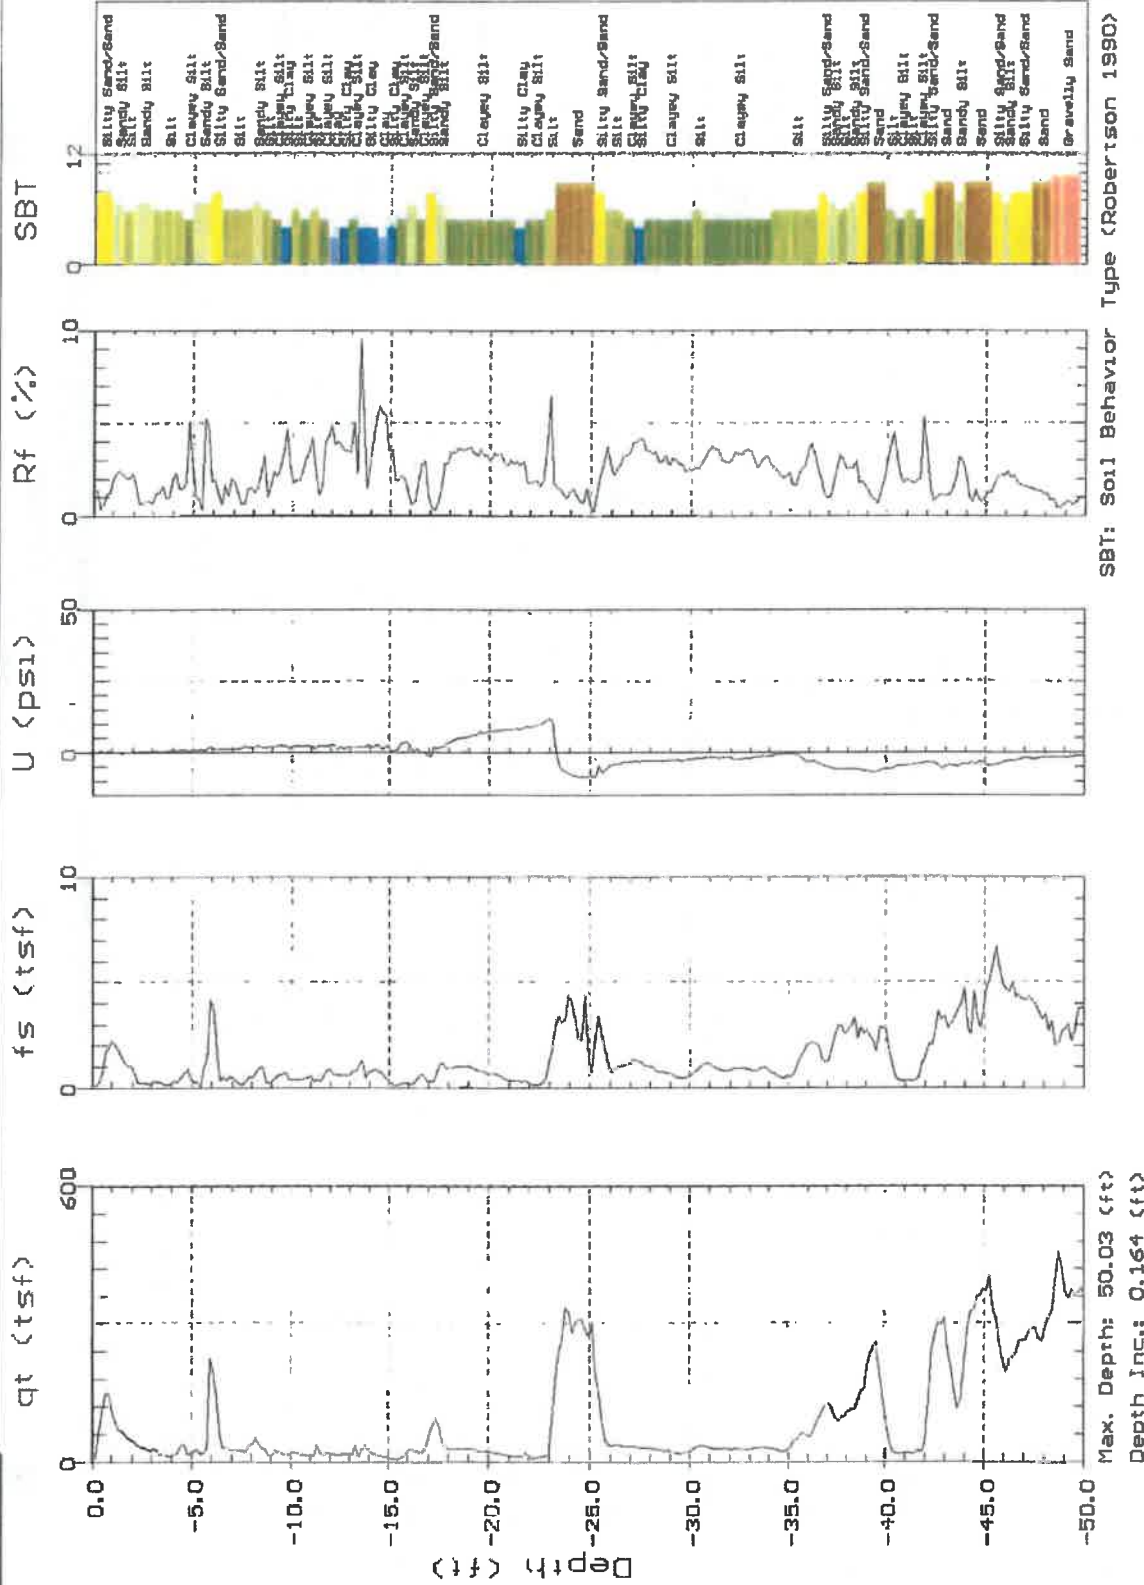 qt (tsf)
fs (tsf)
U (psi)
Rf (%)
SBT
0 600
0 10
0 50
0 10
0 12
Depth (ft)
0.0
-5.0
-10.0
-15.0
-20.0
-25.0
-30.0
-35.0
-40.0
-45.0
-50.0
Silty Sand/Sand
Sandy Silt
Silt
Sandy Silt
Silt
Clayey Silt
Sandy Silt
Silty Sand/Sand
Silt
Sandy Silt
Silt
Clayey Silt
Silty Clay
Clayey Silt
Clayey Silt
Silty Clay
Clayey Silt
Silty Clay
Silty Sand/Sand
Sandy Silt
Clayey Silt
Silty Clay
Clayey Silt
Silt
Sand
Silty Sand/Sand
Silt
Clayey Silt
Silty Clay
Clayey Silt
Silt
Clayey Silt
Silt
Silty Sand/Sand
Sandy Silt
Sandy Silt
Silty Sand/Sand
Sand
Silt
Clayey Silt
Clayey Silt
Silty Sand/Sand
Sand
Sandy Silt
Sand
Silty Sand/Sand
Sandy Silt
Silty Sand/Sand
Sand
Gravelly Sand
Max. Depth: 50.03 (ft)
Depth Inc.: 0.164 (ft)
SBT: Soil Behavior Type (Robertson 1990)